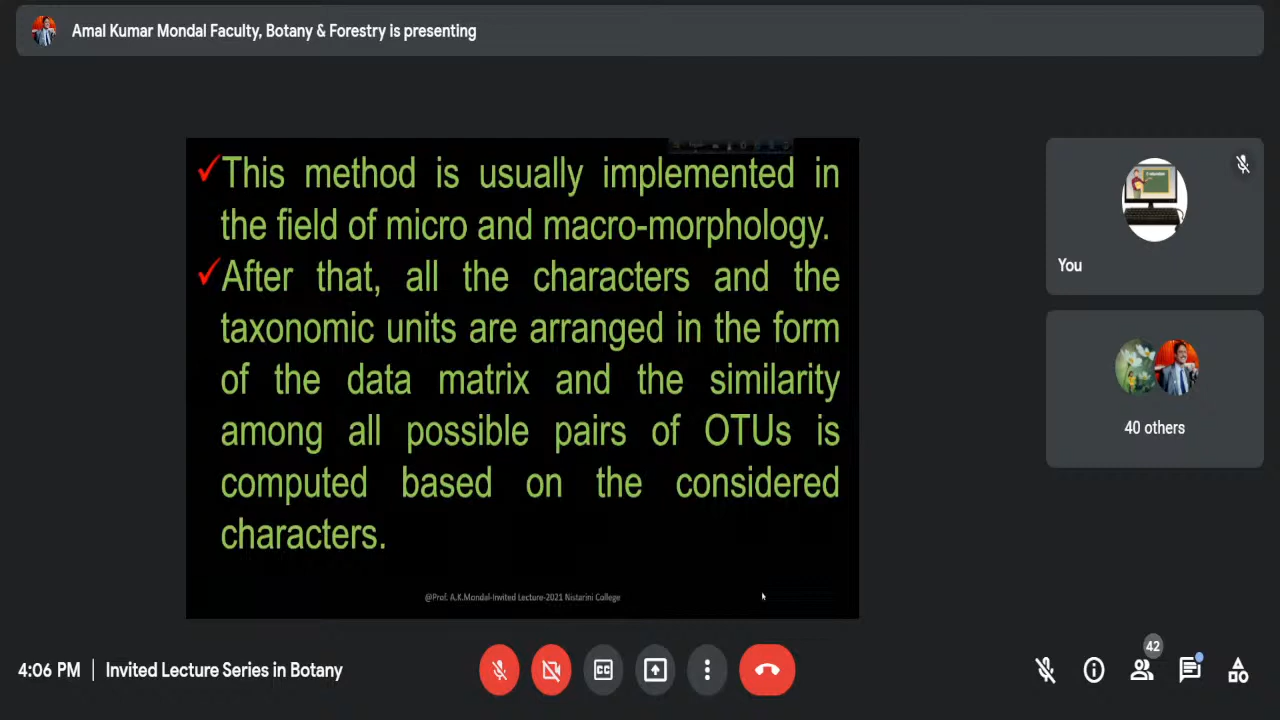 Amal Kumar Mondal Faculty, Botany & Forestry is presenting
✓This method is usually implemented in
the field of micro and macro-morphology.
✓After that, all the characters and the
taxonomic units are arranged in the form
of the data matrix and the similarity
among all possible pairs of OTUs is
computed based on the considered
characters.
@Prof. A.K.Mondal-Invited Lecture-2021 Nistarini College
You
40 others
4:06 PM | Invited Lecture Series in Botany
CC
42